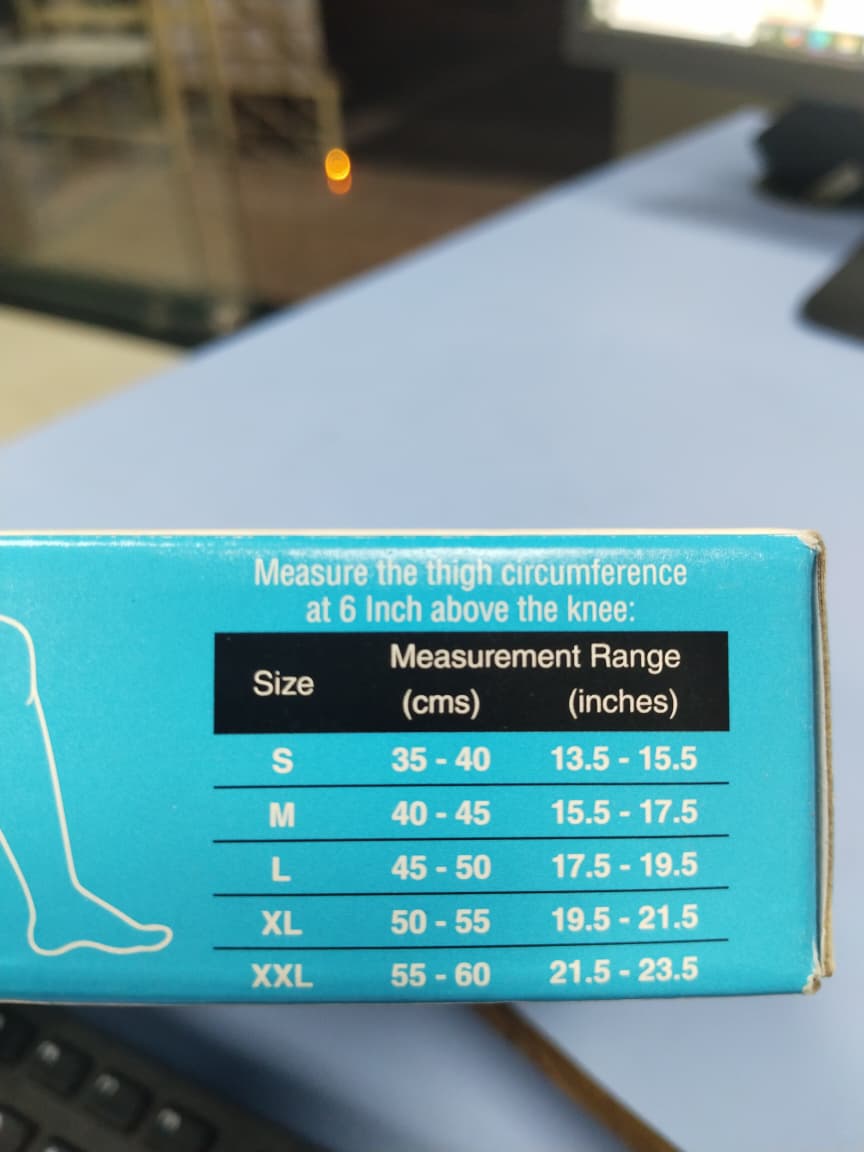 Measure the thigh circumference
at 6 Inch above the knee:
Size Measurement Range
(cms) (inches)
S 35 - 40 13.5 - 15.5
M 40 - 45 15.5 - 17.5
L 45 - 50 17.5 - 19.5
XL 50 - 55 19.5 - 21.5
XXL 55 - 60 21.5 - 23.5